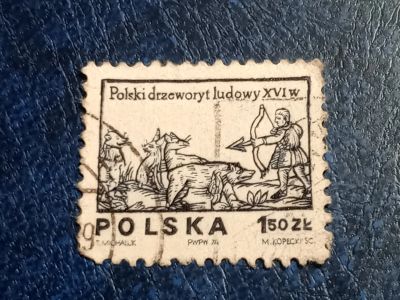 Polski drzeworyt ludowy XVI w.
POLSKA 1 50 ZŁ
T. MICHALUK PWPW 74 M. KOPECKI SC.